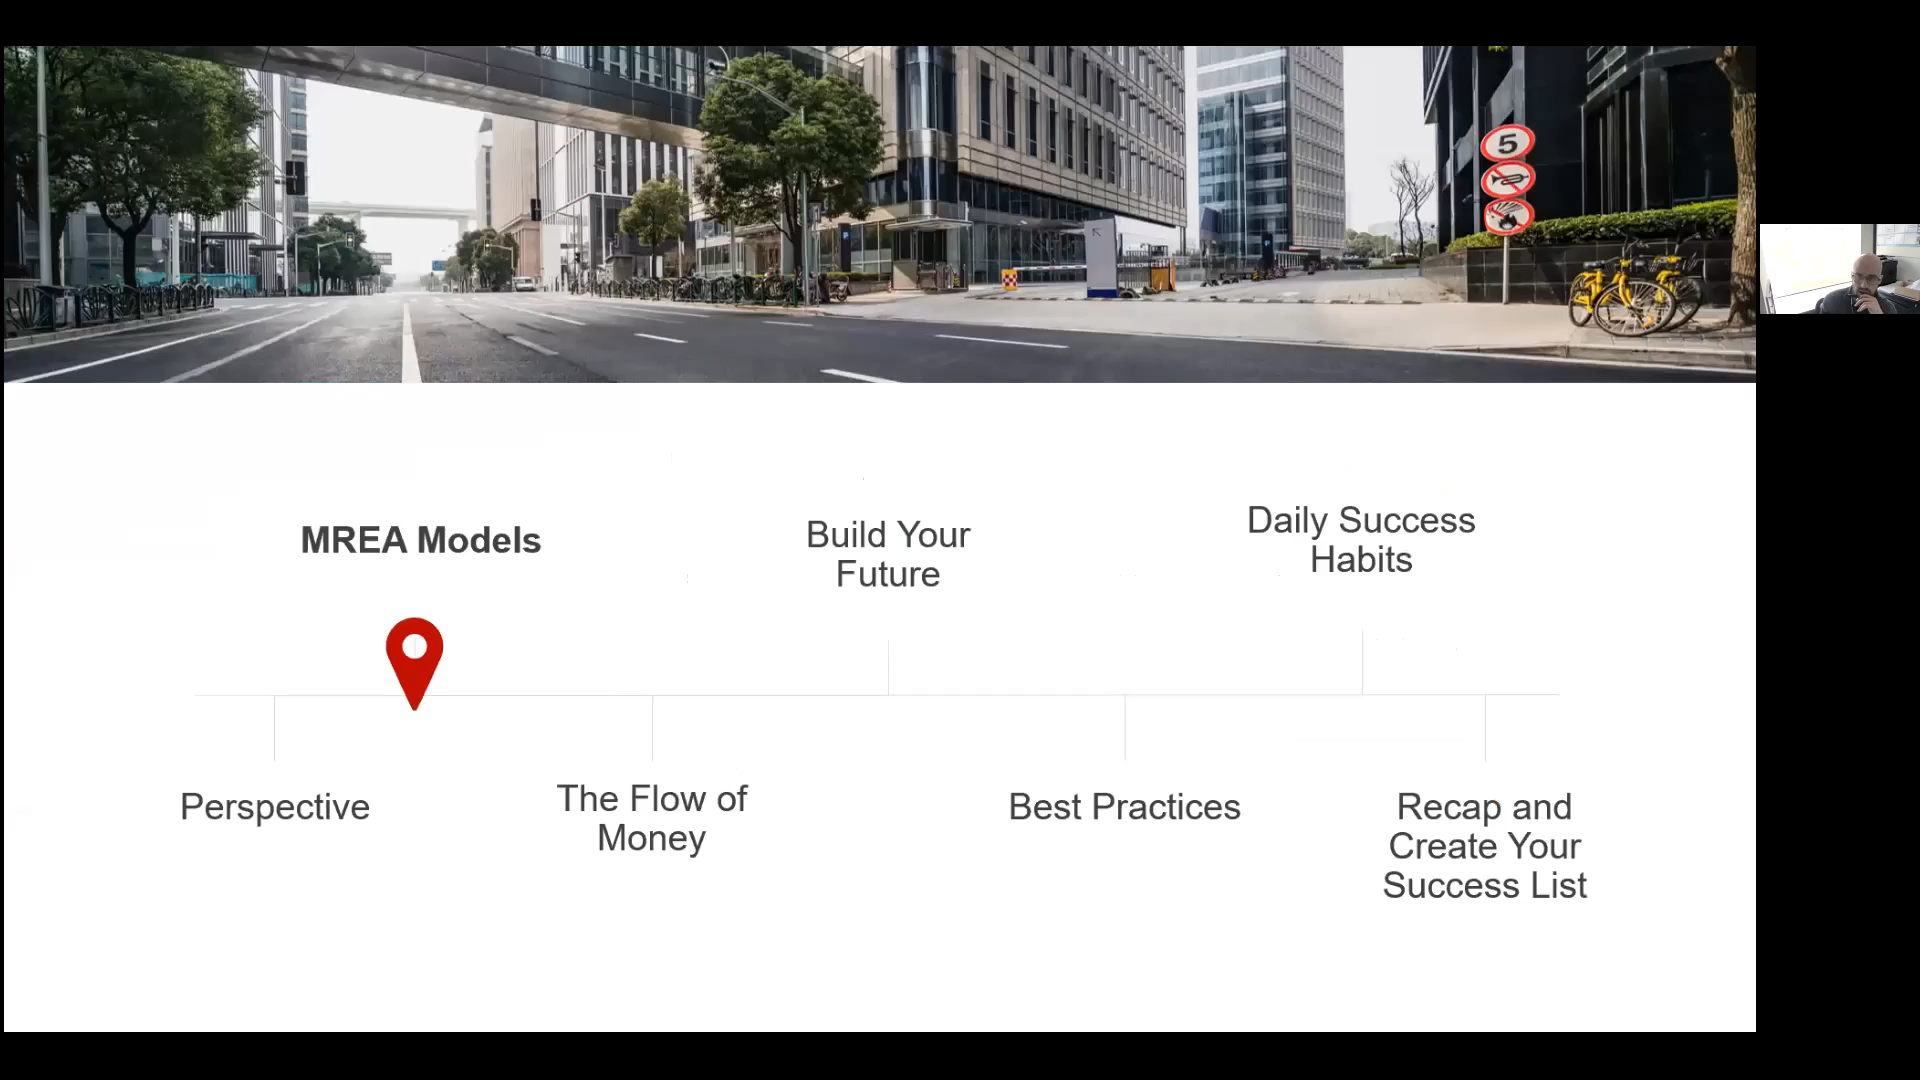 5
MREA Models
Build Your
Future
Daily Success
Habits
Perspective
The Flow of
Money
Best Practices
Recap and
Create Your
Success List